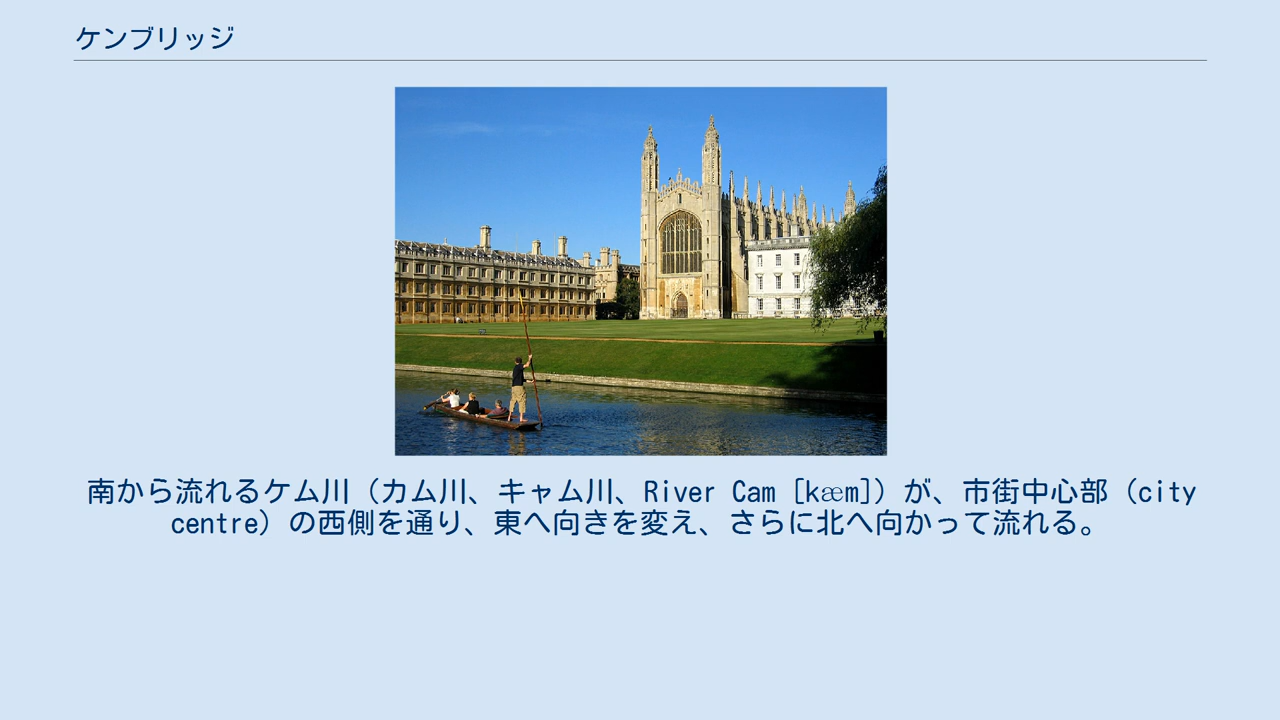 ケンブリッジ
南から流れるケム川（カム川、キャム川、River Cam [kæm]）が、市街中心部（city
centre）の西側を通り、東へ向きを変え、さらに北へ向かって流れる。